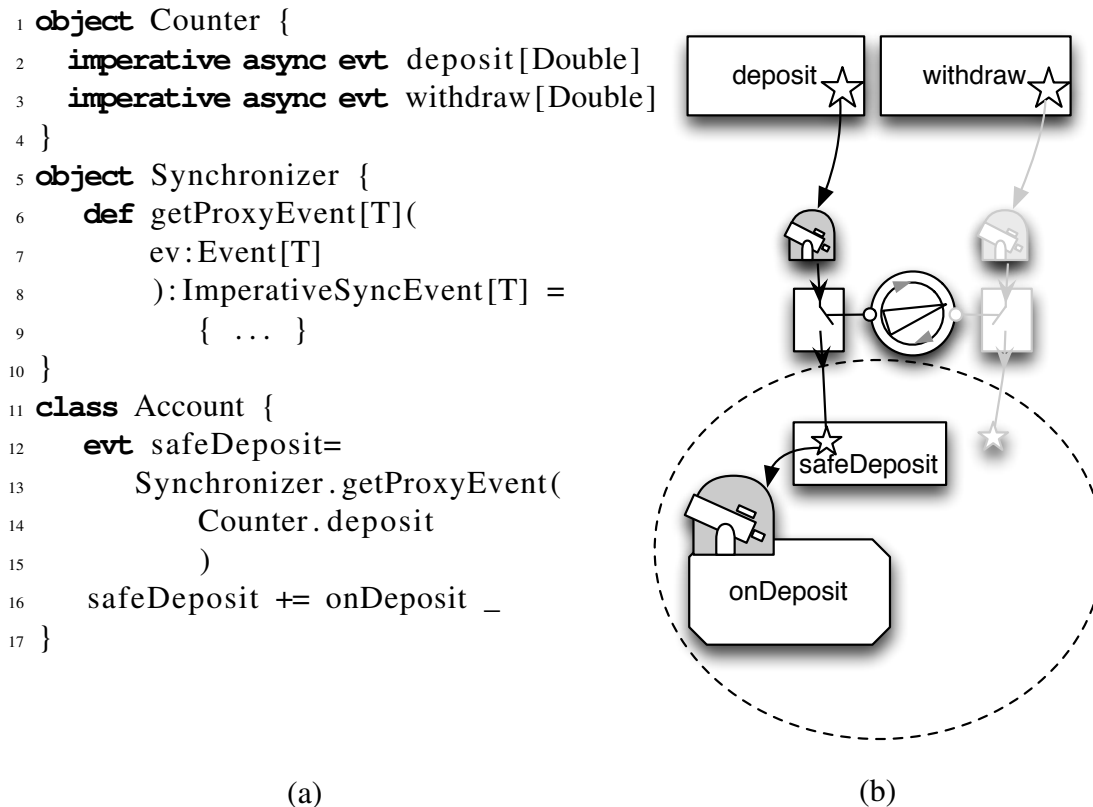 1 object Counter {
2 imperative async evt deposit[Double]
3 imperative async evt withdraw[Double]
4 }
5 object Synchronizer {
6 def getProxyEvent[T](
7 ev:Event[T]
8 ):ImperativeSyncEvent[T] =
9 { ... }
10 }
11 class Account {
12 evt safeDeposit=
13 Synchronizer.getProxyEvent(
14 Counter.deposit
15 )
16 safeDeposit += onDeposit _
17 }
(a)
deposit
withdraw
safeDeposit
onDeposit
(b)